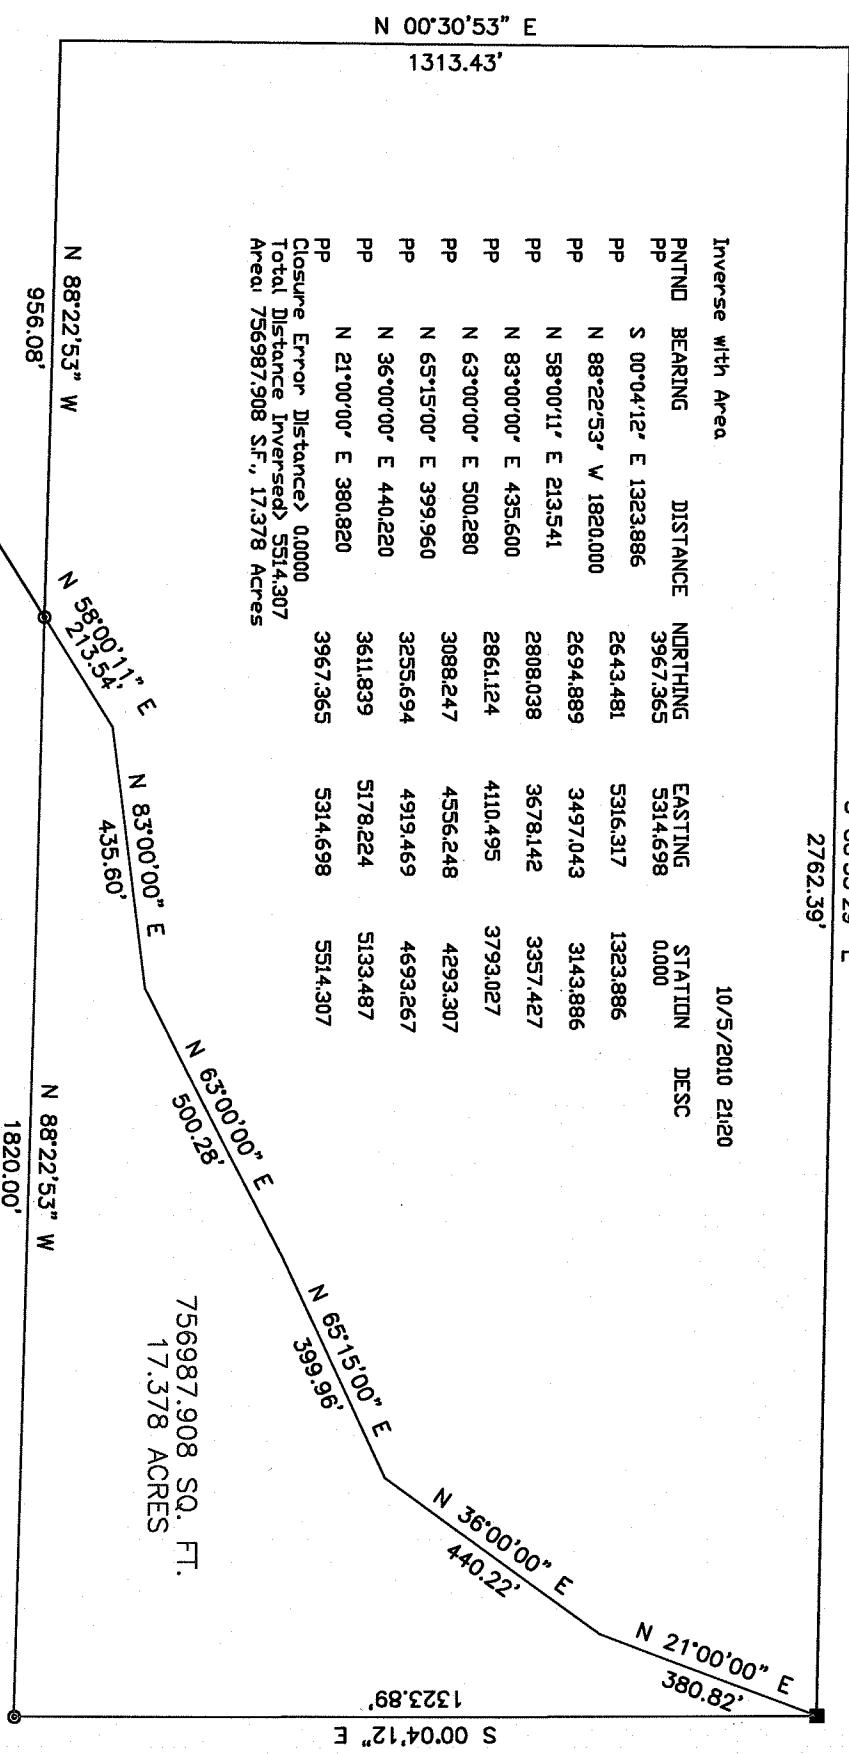 N 00°30'53" E
1313.43'
2762.39'
Inverse with Area 10/5/2010 21:20
PNTNO BEARING DISTANCE NORTHING EASTING STATION DESC
PP 3967.365 5314.698 0.000
S 00°04'12" E 1323.886
PP 2643.481 5316.317 1323.886
N 88°22'53" W 1820.000
PP 2694.889 3497.043 3143.886
N 58°00'11" E 213.541
PP 2808.038 3678.142 3357.427
N 83°00'00" E 435.600
PP 2861.124 4110.495 3793.027
N 63°00'00" E 500.280
PP 3088.247 4556.248 4293.307
N 65°15'00" E 399.960
PP 3255.694 4919.469 4693.267
N 36°00'00" E 440.220
PP 3611.839 5178.224 5133.487
N 21°00'00" E 380.820
PP 3967.365 5314.698 5514.307
Closure Error Distance> 0.0000
Total Distance Inversed> 5514.307
Area: 756987.908 S.F., 17.378 Acres
N 88°22'53" W
956.08'
N 58°00'11" E
213.54'
N 83°00'00" E
435.60'
N 63°00'00" E
500.28'
N 65°15'00" E
399.96'
N 36°00'00" E
440.22'
N 21°00'00" E
380.82'
756987.908 SQ. FT.
17.378 ACRES
N 88°22'53" W
1820.00'
1323.89'
S 00°04'12" E